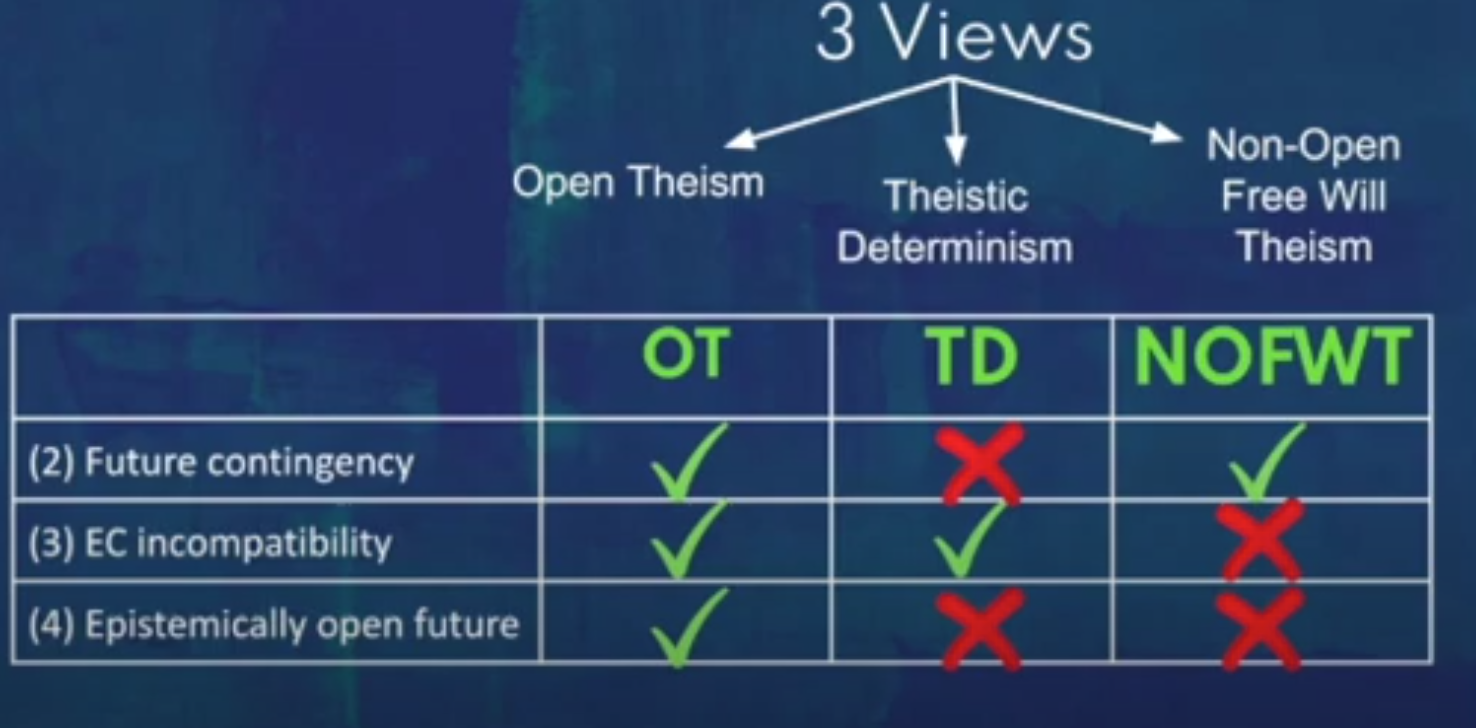 3 Views
Open Theism
Theistic
Determinism
Non-Open
Free Will
Theism
OT TD NOFWT
(2) Future contingency ✓ ✗ ✓
(3) EC incompatibility ✓ ✓ ✗
(4) Epistemically open future ✓ ✗ ✗